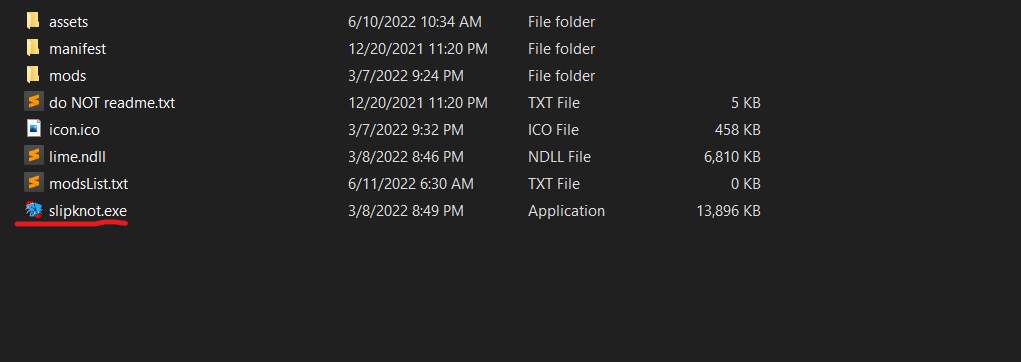 assets 6/10/2022 10:34 AM File folder
manifest 12/20/2021 11:20 PM File folder
mods 3/7/2022 9:24 PM File folder
do NOT readme.txt 12/20/2021 11:20 PM TXT File 5 KB
icon.ico 3/7/2022 9:32 PM ICO File 458 KB
lime.ndll 3/8/2022 8:46 PM NDLL File 6,810 KB
modsList.txt 6/11/2022 6:30 AM TXT File 0 KB
slipknot.exe 3/8/2022 8:49 PM Application 13,896 KB